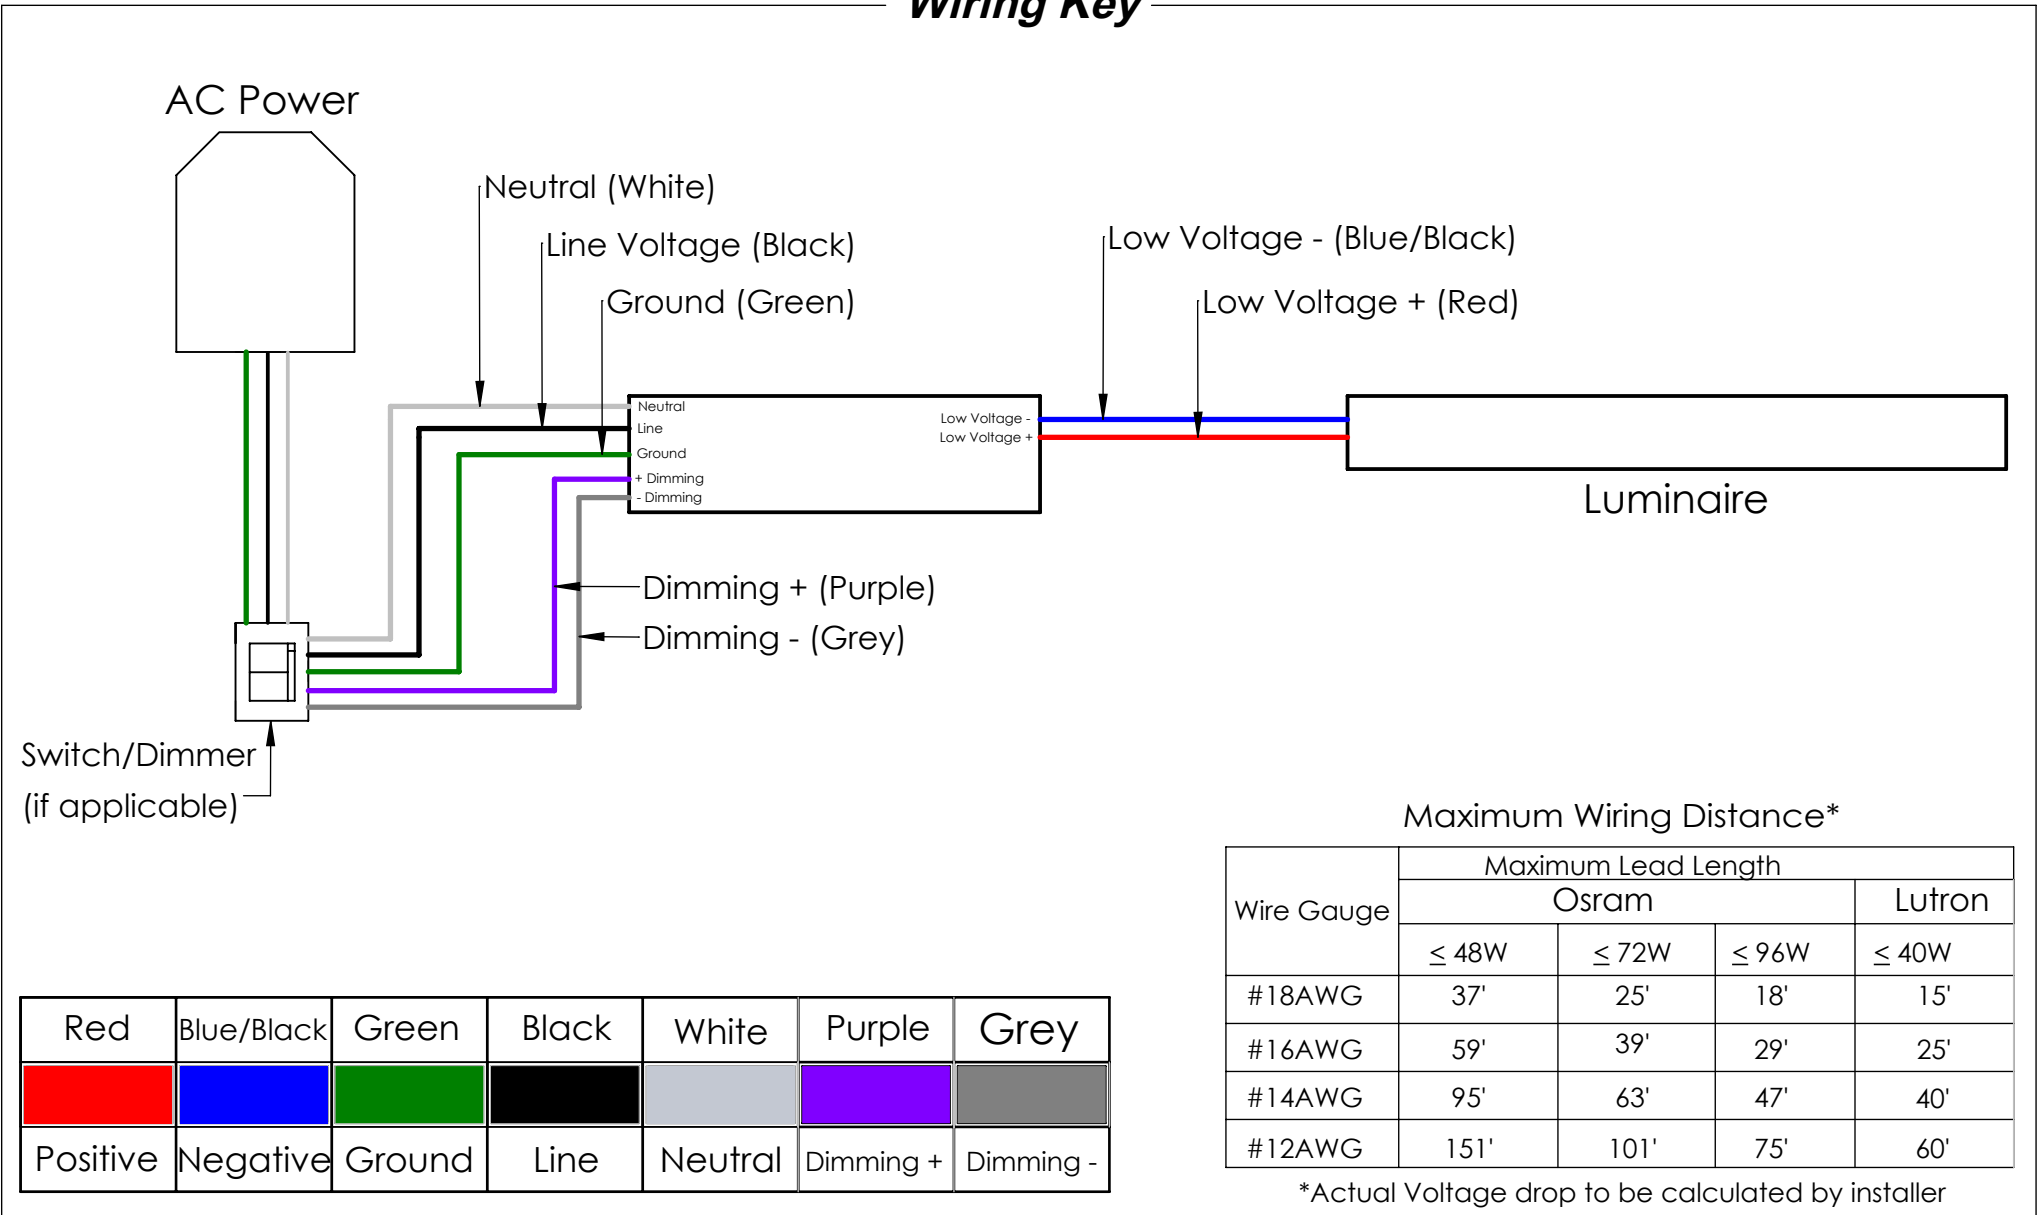 Wiring Key
AC Power
Neutral (White)
Line Voltage (Black)
Ground (Green)
Low Voltage - (Blue/Black)
Low Voltage + (Red)
Neutral
Line
Ground
+ Dimming
- Dimming
Low Voltage -
Low Voltage +
Luminaire
Dimming + (Purple)
Dimming - (Grey)
Switch/Dimmer
(if applicable)
Maximum Wiring Distance*
Wire Gauge
Maximum Lead Length
Osram Lutron
≤ 48W ≤ 72W ≤ 96W ≤ 40W
#18AWG 37' 25' 18' 15'
#16AWG 59' 39' 29' 25'
#14AWG 95' 63' 47' 40'
#12AWG 151' 101' 75' 60'
*Actual Voltage drop to be calculated by installer
Red Blue/Black Green Black White Purple Grey
Positive Negative Ground Line Neutral Dimming + Dimming -